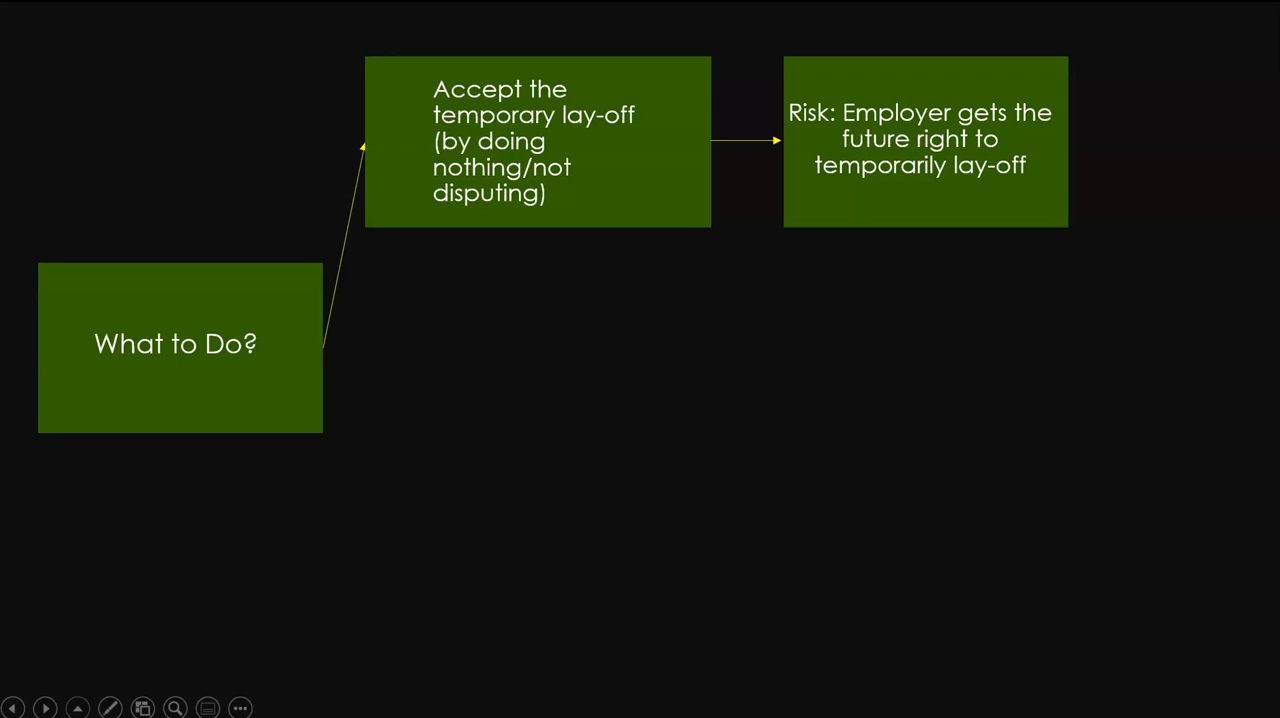 What to Do?
Accept the
temporary lay-off
(by doing
nothing/not
disputing)
Risk: Employer gets the
future right to
temporarily lay-off